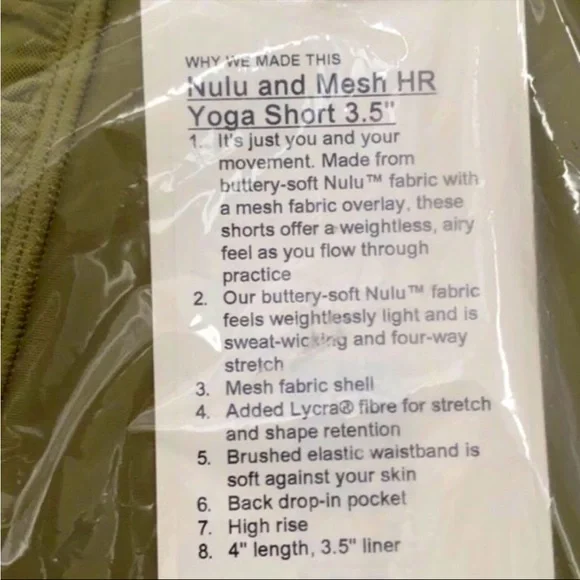 WHY WE MADE THIS
Nulu and Mesh HR
Yoga Short 3.5"
1. It's just you and your
movement. Made from
buttery-soft Nulu™ fabric with
a mesh fabric overlay, these
shorts offer a weightless, airy
feel as you flow through
practice
2. Our buttery-soft Nulu™ fabric
feels weightlessly light and is
sweat-wicking and four-way
stretch
3. Mesh fabric shell
4. Added Lycra® fibre for stretch
and shape retention
5. Brushed elastic waistband is
soft against your skin
6. Back drop-in pocket
7. High rise
8. 4" length, 3.5" liner